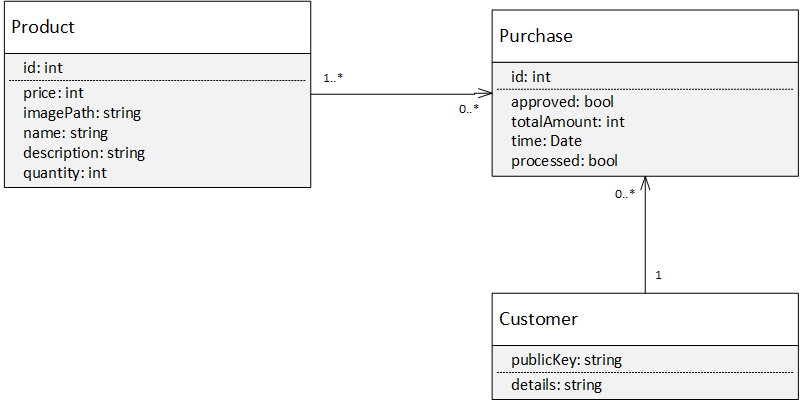 Product
id: int
price: int
imagePath: string
name: string
description: string
quantity: int
1..*
0..*
Purchase
id: int
approved: bool
totalAmount: int
time: Date
processed: bool
0..*
1
Customer
publicKey: string
details: string